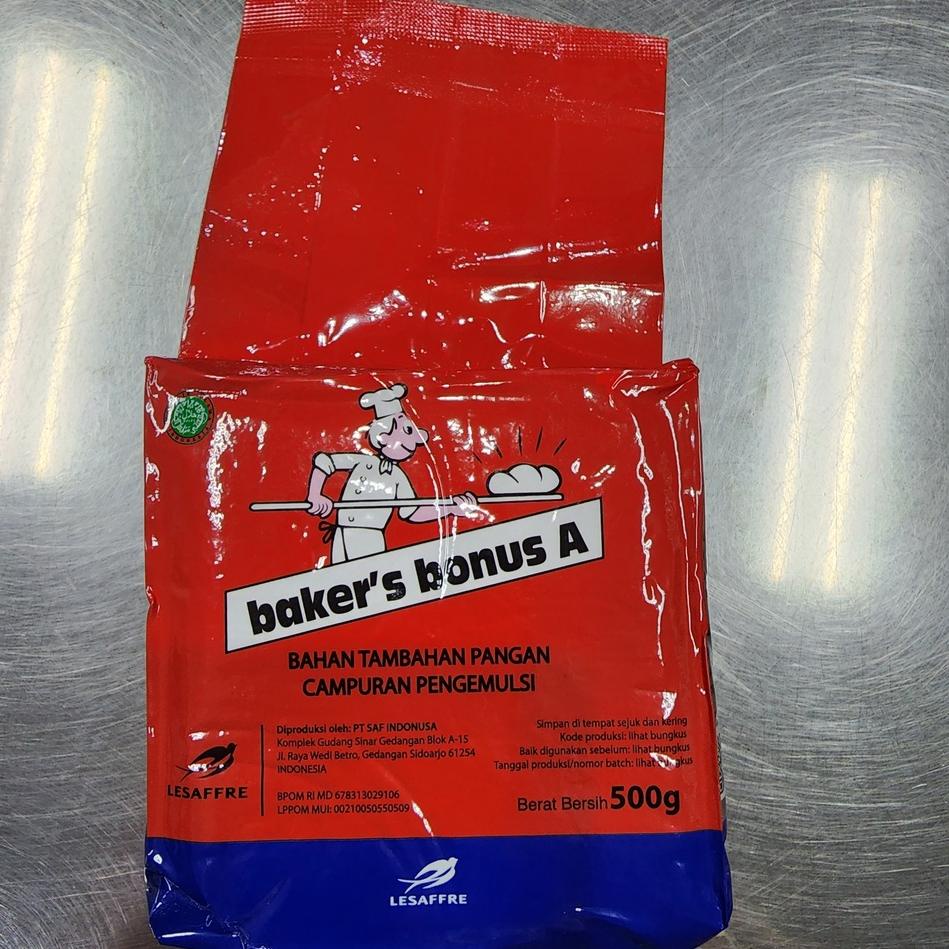 baker's bonus A
BAHAN TAMBAHAN PANGAN
CAMPURAN PENGEMULSI
Diproduksi oleh: PT SAF INDONUSA
Komplek Gudang Sinar Gedangan Blok A-15
Jl. Raya Wedi Betro, Gedangan Sidoarjo 61254
INDONESIA
BPOM RI MD 678313029106
LPPOM MUI: 00210050550509
LESAFFRE
Simpan di tempat sejuk dan kering
Kode produksi: lihat bungkus
Baik digunakan sebelum: lihat bungkus
Tanggal produksi/nomor batch: lihat bungkus
Berat Bersih 500g
LESAFFRE